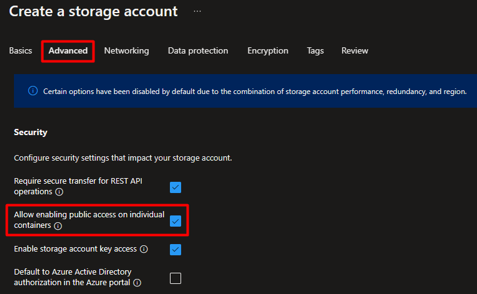 Create a storage account ...
Basics Advanced Networking Data protection Encryption Tags Review
Certain options have been disabled by default due to the combination of storage account performance, redundancy, and region.
Security
Configure security settings that impact your storage account.
Require secure transfer for REST API
operations
Allow enabling public access on individual
containers
Enable storage account key access
Default to Azure Active Directory
authorization in the Azure portal